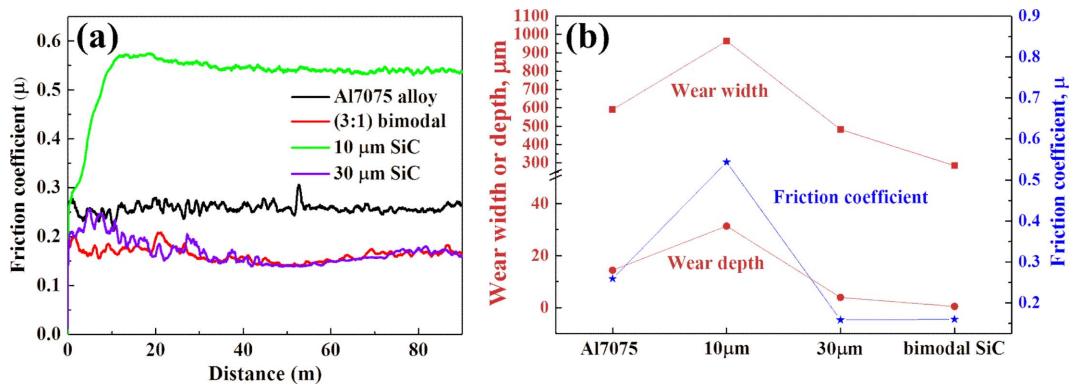 (a)
0.6
0.5
0.4
0.3
0.2
0.1
0.0
Friction coefficient (μ)
Al7075 alloy
(3:1) bimodal
10 μm SiC
30 μm SiC
0 20 40 60 80
Distance (m)
(b)
1100
1000
900
800
700
600
500
400
300
40
20
0
Wear width or depth, μm
Wear width
Friction coefficient
Wear depth
0.9
0.8
0.7
0.6
0.5
0.4
0.3
0.2
Friction coefficient, μ
Al7075 10μm 30μm bimodal SiC